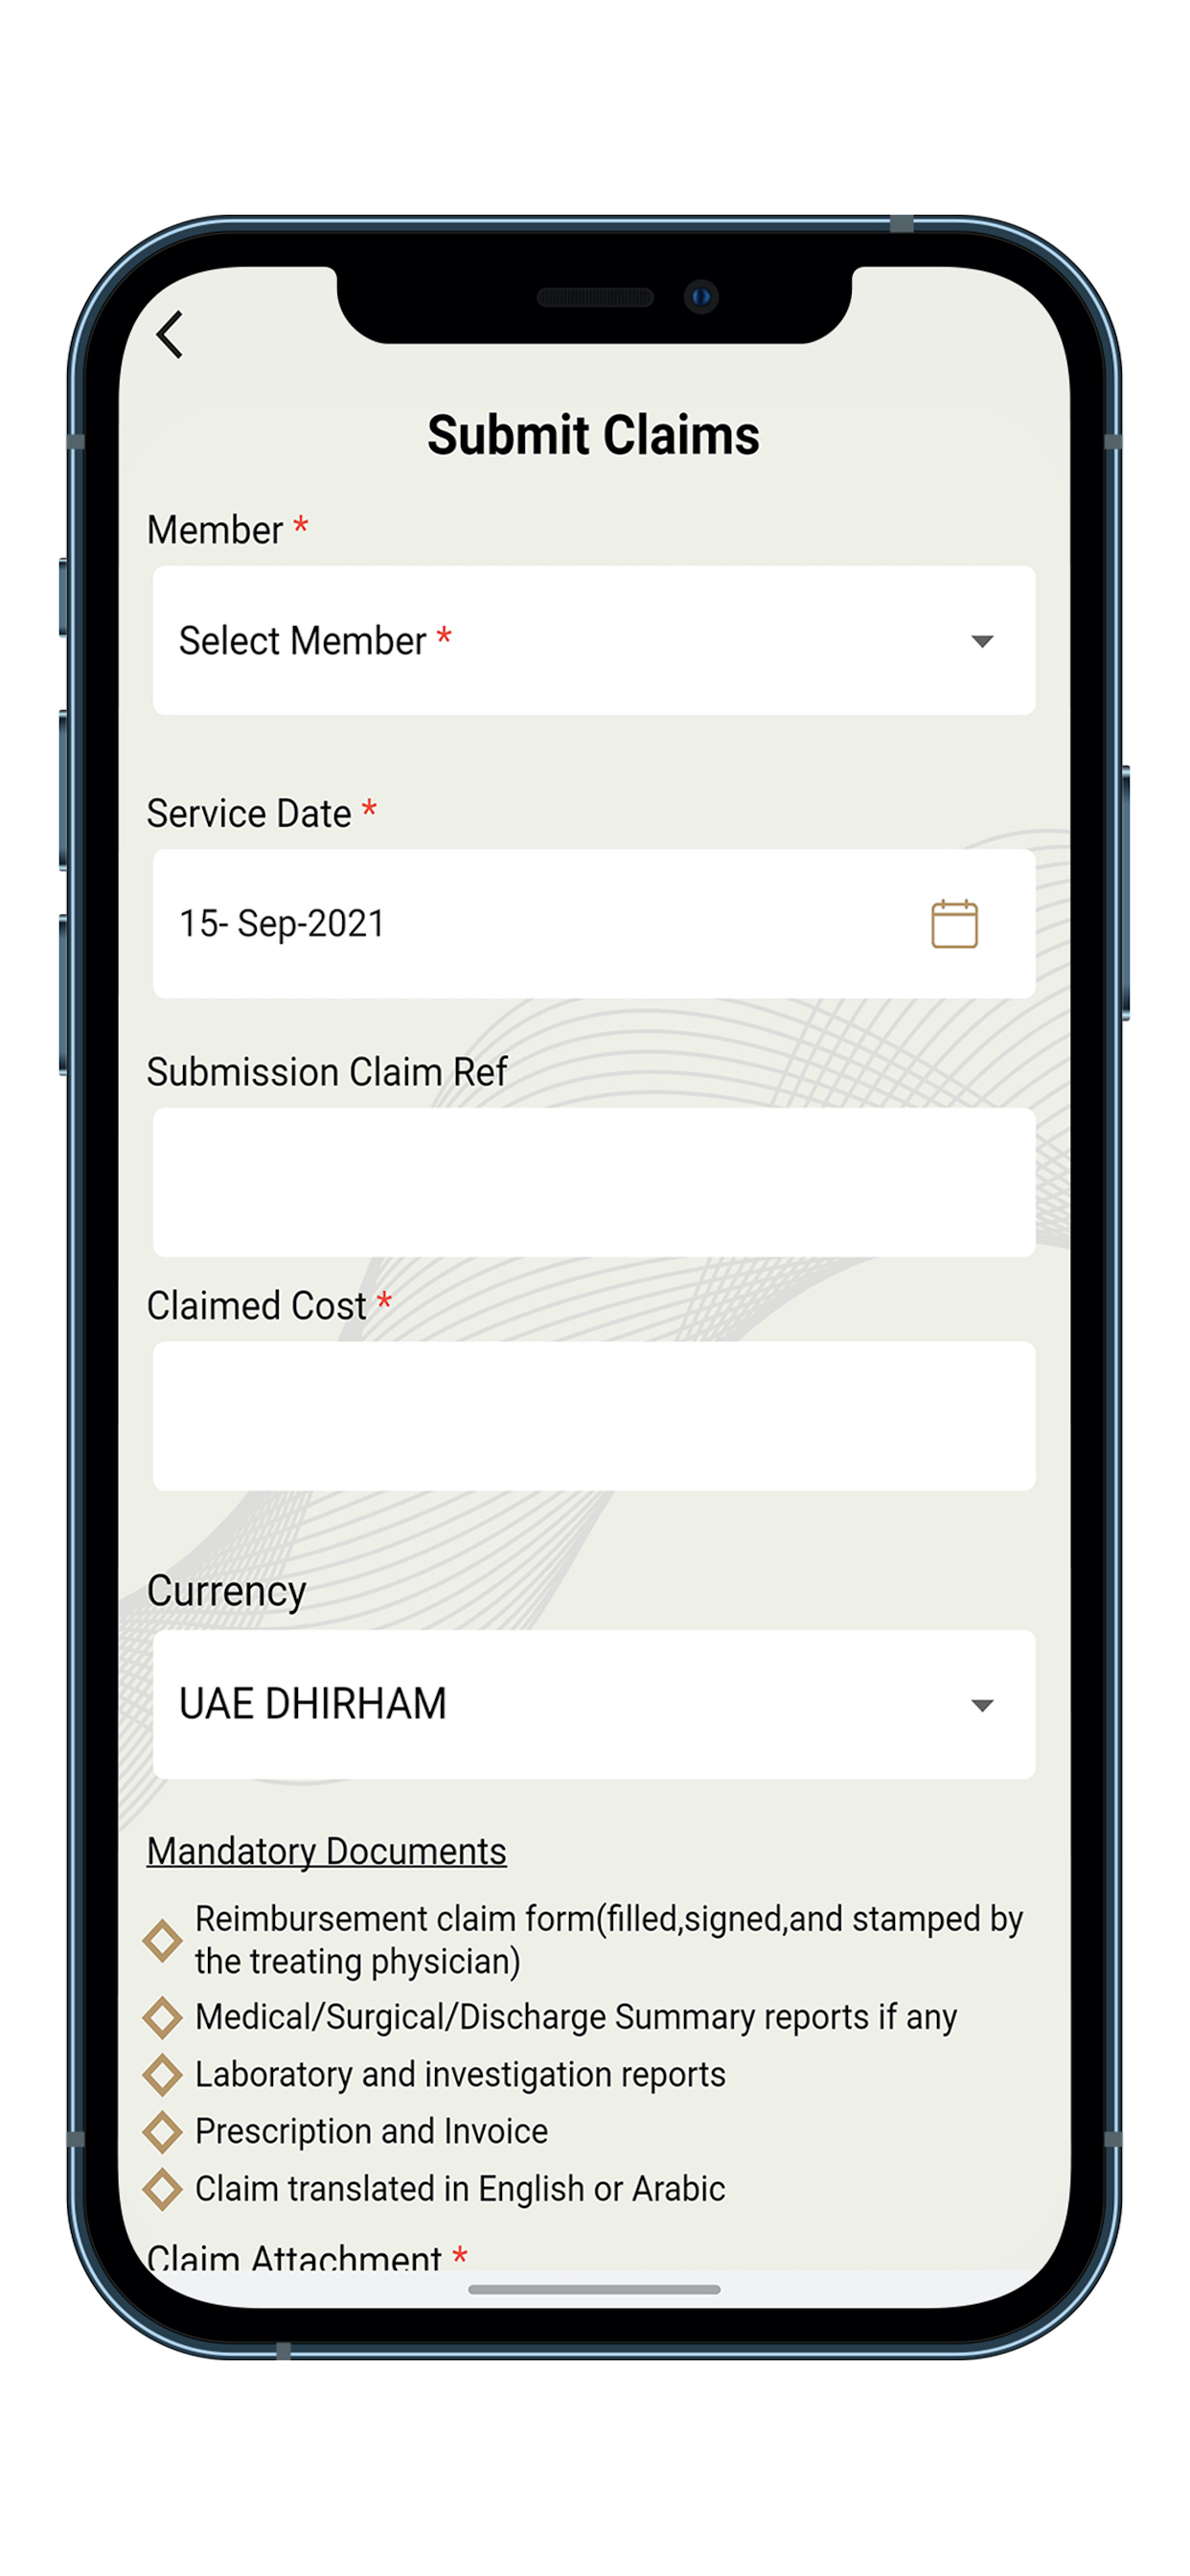 Submit Claims
Member *
Select Member *
Service Date *
15- Sep-2021
Submission Claim Ref
Claimed Cost *
Currency
UAE DHIRHAM
Mandatory Documents
Reimbursement claim form(filled,signed,and stamped by
the treating physician)
Medical/Surgical/Discharge Summary reports if any
Laboratory and investigation reports
Prescription and Invoice
Claim translated in English or Arabic
Claim Attachment *